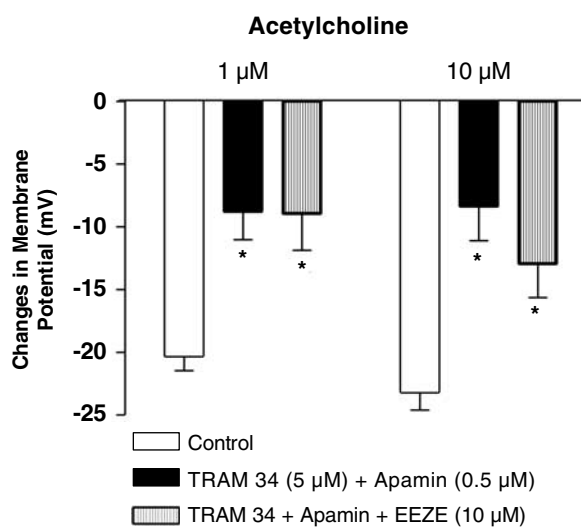 Acetylcholine
1 µM 10 µM
Changes in Membrane
Potential (mV)
0
-5
-10
-15
-20
-25
* * * *
Control
TRAM 34 (5 µM) + Apamin (0.5 µM)
TRAM 34 + Apamin + EEZE (10 µM)